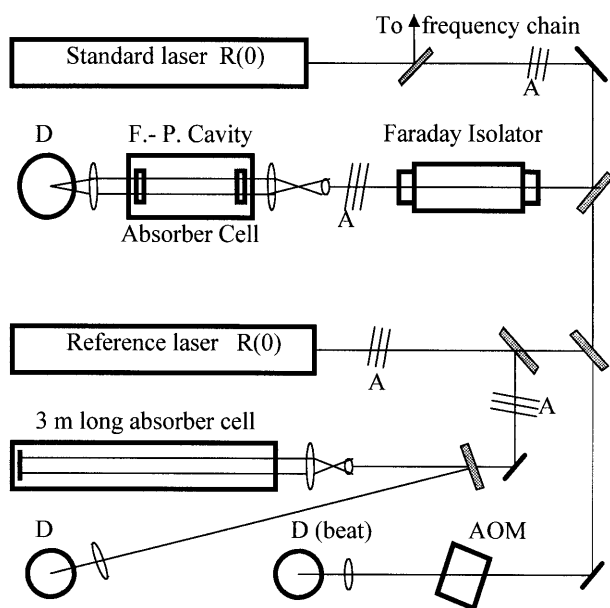 To frequency chain
Standard laser R(0)
A
D
F.- P. Cavity
Faraday Isolator
A
Absorber Cell
Reference laser R(0)
A
A
3 m long absorber cell
D
D (beat)
AOM